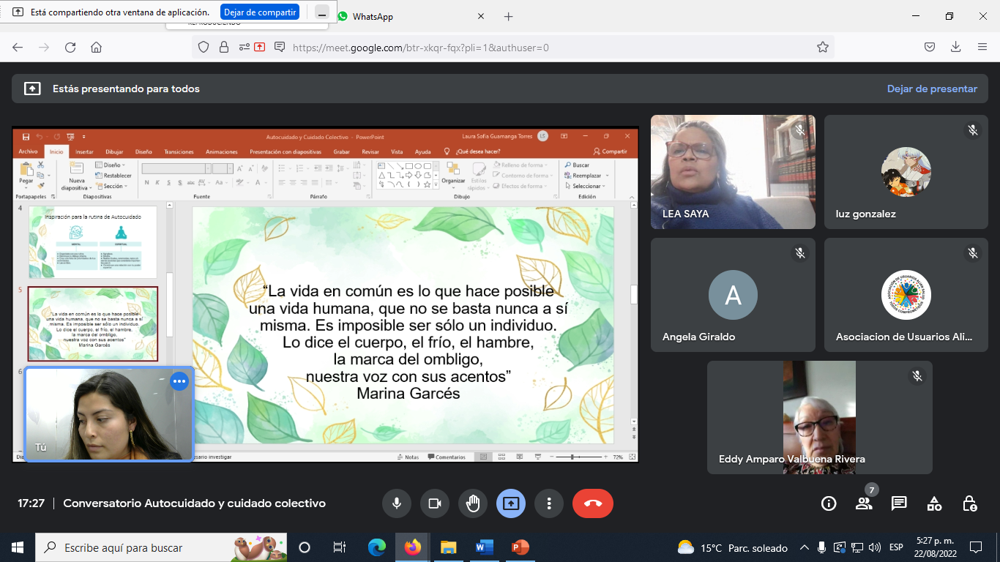 Está compartiendo otra ventana de aplicación. Dejar de compartir
WhatsApp
https://meet.google.com/btr-xkqr-fqx?pli=1&authuser=0
Estás presentando para todos
Dejar de presentar
Autocuidado y Cuidado Colectivo - PowerPoint
Laura Sofia Guamanga Torres LS
Archivo Inicio Insertar Dibujar Diseño Transiciones Animaciones Presentación con diapositivas Grabar Revisar Vista Ayuda ¿Qué desea hacer? Compartir
Pegar
Nueva diapositiva
Diseño
Restablecer
Sección
N K S S abc AV Aa A
Organizar
Estilos rápidos
Relleno de forma
Contorno de forma
Efectos de forma
Buscar
Reemplazar
Seleccionar
Portapapeles Diapositivas Fuente Párrafo Dibujo Edición
4
Inspiración para la rutina de Autocuidado
MENTAL
ESPIRITUAL
5
“La vida en común es lo que hace posible
una vida humana, que no se basta nunca a sí
misma. Es imposible ser sólo un individuo.
Lo dice el cuerpo, el frío, el hambre,
la marca del ombligo,
nuestra voz con sus acentos”
Marina Garcés
6
“La vida en común es lo que hace posible
una vida humana, que no se basta nunca a sí
misma. Es imposible ser sólo un individuo.
Lo dice el cuerpo, el frío, el hambre,
la marca del ombligo,
nuestra voz con sus acentos”
Marina Garcés
Tú
investigar
Notas Comentarios 72%
LEA SAYA
luz gonzalez
A
Angela Giraldo
Asociacion de Usuarios Ali...
Eddy Amparo Valbuena Rivera
17:27 | Conversatorio Autocuidado y cuidado colectivo
7
Escribe aquí para buscar
15°C Parc. soleado
ESP
5:27 p. m.
22/08/2022